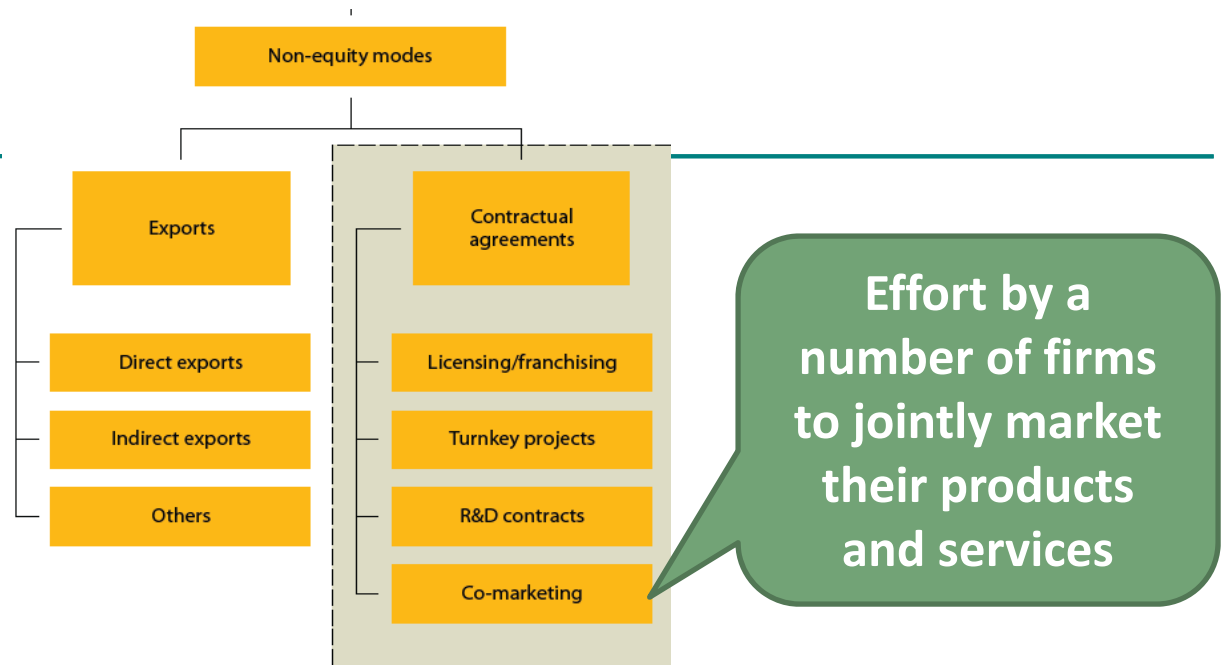 Non-equity modes
Exports
Contractual
agreements
Direct exports
Licensing/franchising
Indirect exports
Turnkey projects
Others
R&D contracts
Co-marketing
Effort by a
number of firms
to jointly market
their products
and services